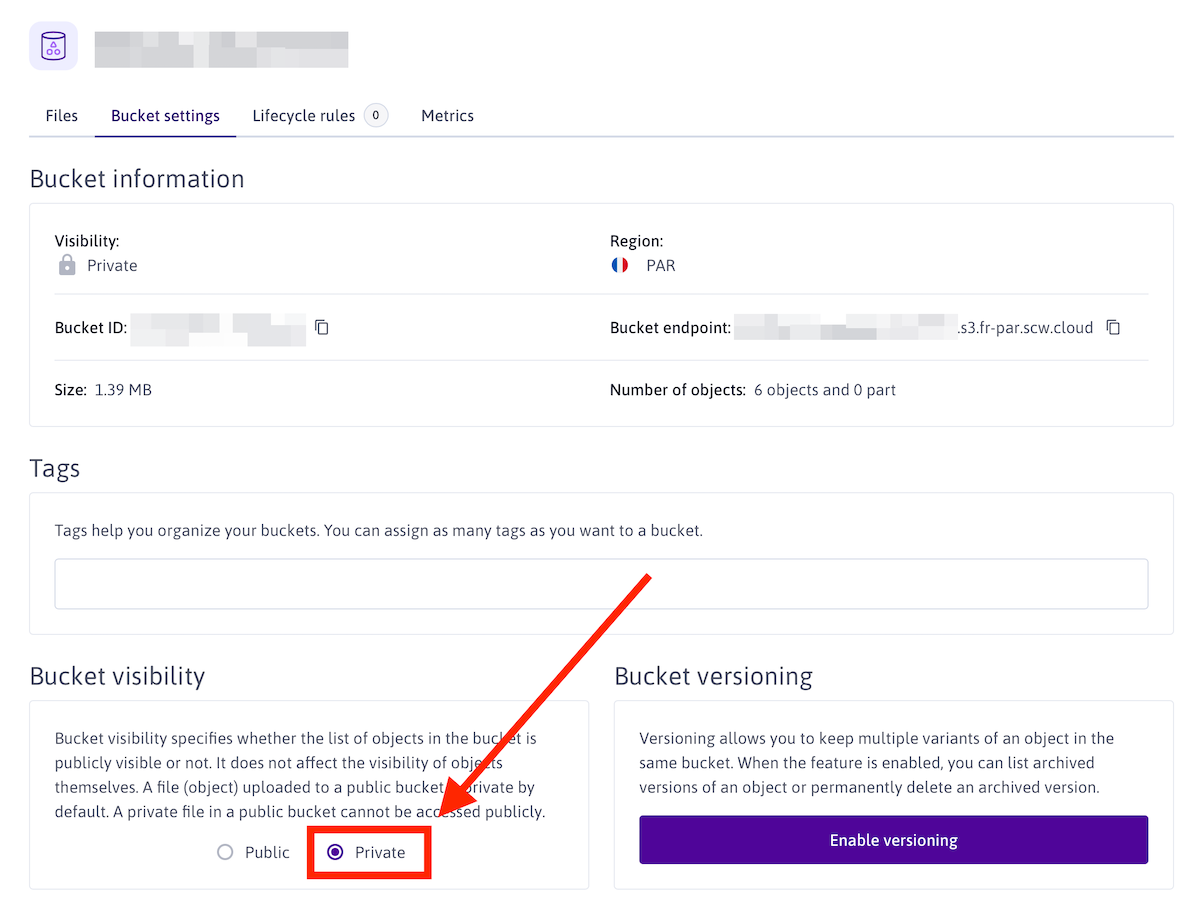 Files Bucket settings Lifecycle rules 0 Metrics
Bucket information
Visibility:
Private
Region:
PAR
Bucket ID:
Bucket endpoint: .s3.fr-par.scw.cloud
Size: 1.39 MB
Number of objects: 6 objects and 0 part
Tags
Tags help you organize your buckets. You can assign as many tags as you want to a bucket.
Bucket visibility
Bucket visibility specifies whether the list of objects in the bucket is
publicly visible or not. It does not affect the visibility of objects
themselves. A file (object) uploaded to a public bucket private by
default. A private file in a public bucket cannot be accessed publicly.
Public Private
Bucket versioning
Versioning allows you to keep multiple variants of an object in the
same bucket. When the feature is enabled, you can list archived
versions of an object or permanently delete an archived version.
Enable versioning